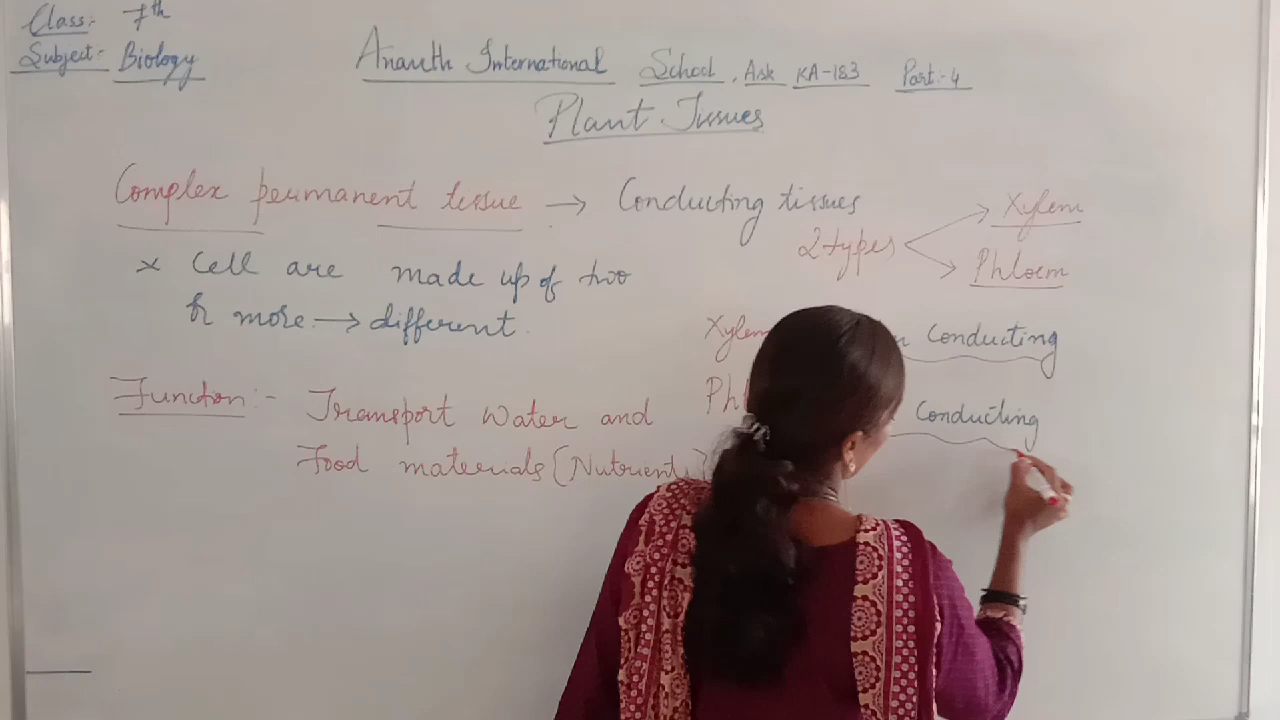 Class:- 7th
Subject:- Biology
Ananth International School, Ask KA-183 Part:-4
Plant Tissues
Complex permanent tissue → Conducting tissues
2 types
Xylem
Phloem
x Cell are made up of two
or more → different.
Xylem Conducting
Conducting
Function:- Transport Water and
Food materials (Nutrients)